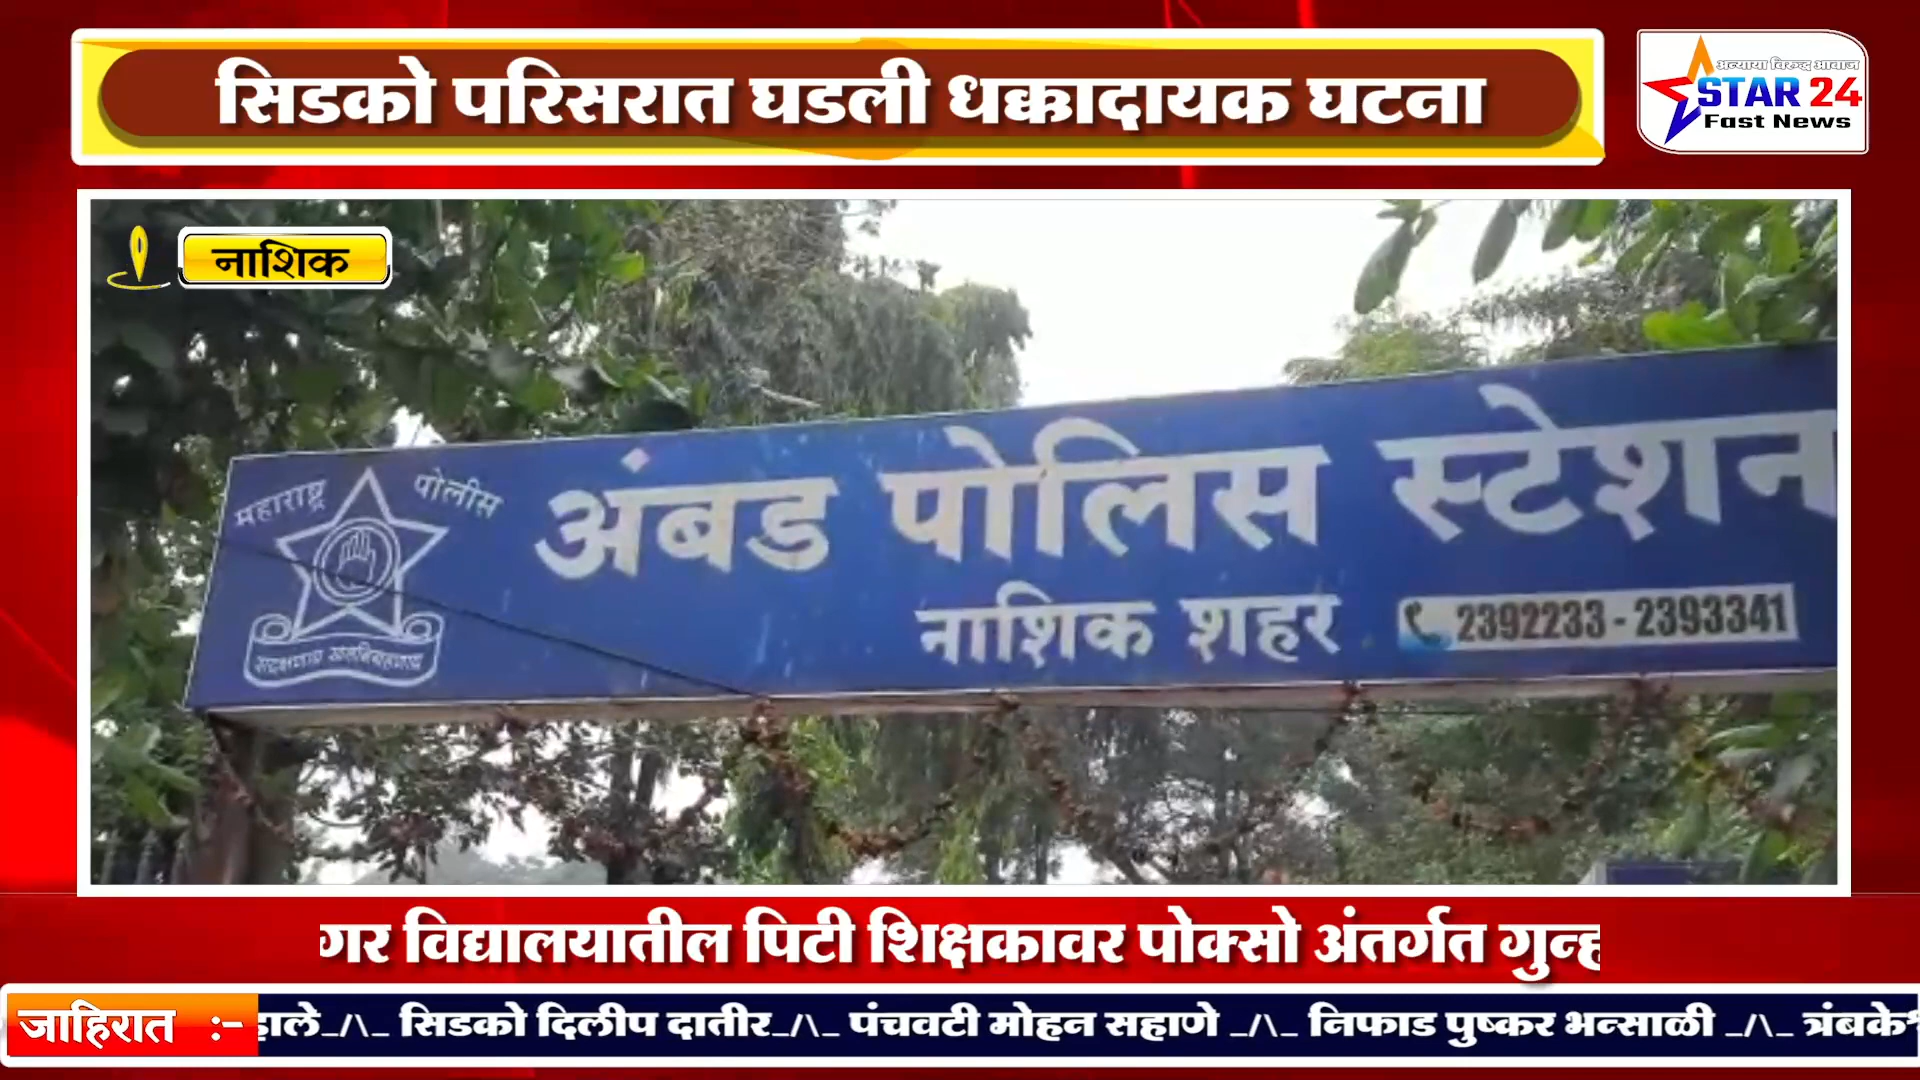 सिडको परिसरात घडली धक्कादायक घटना
अन्याया विरुद्ध आवाज
STAR 24
Fast News
नाशिक
महाराष्ट्र पोलीस
अंबड पोलिस स्टेशन
नाशिक शहर 2392233 - 2393341
गर विद्यालयातील पिटी शिक्षकावर पोक्सो अंतर्गत गुन्ह
जाहिरात :- हाले_/\_ सिडको दिलीप दातीर_/\_ पंचवटी मोहन सहाणे _/\_ निफाड पुष्कर भन्साळी _/\_ त्रंबकेश्